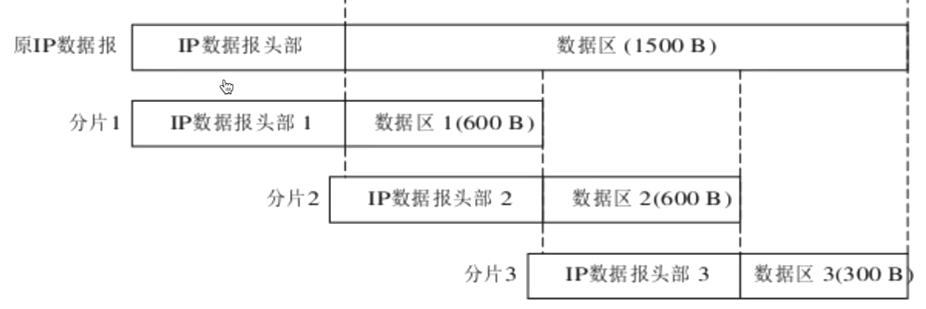 原IP数据报 IP数据报头部 数据区 (1500 B)
分片1 IP数据报头部 1 数据区 1(600 B)
分片2 IP数据报头部 2 数据区 2(600 B)
分片3 IP数据报头部 3 数据区 3(300 B)